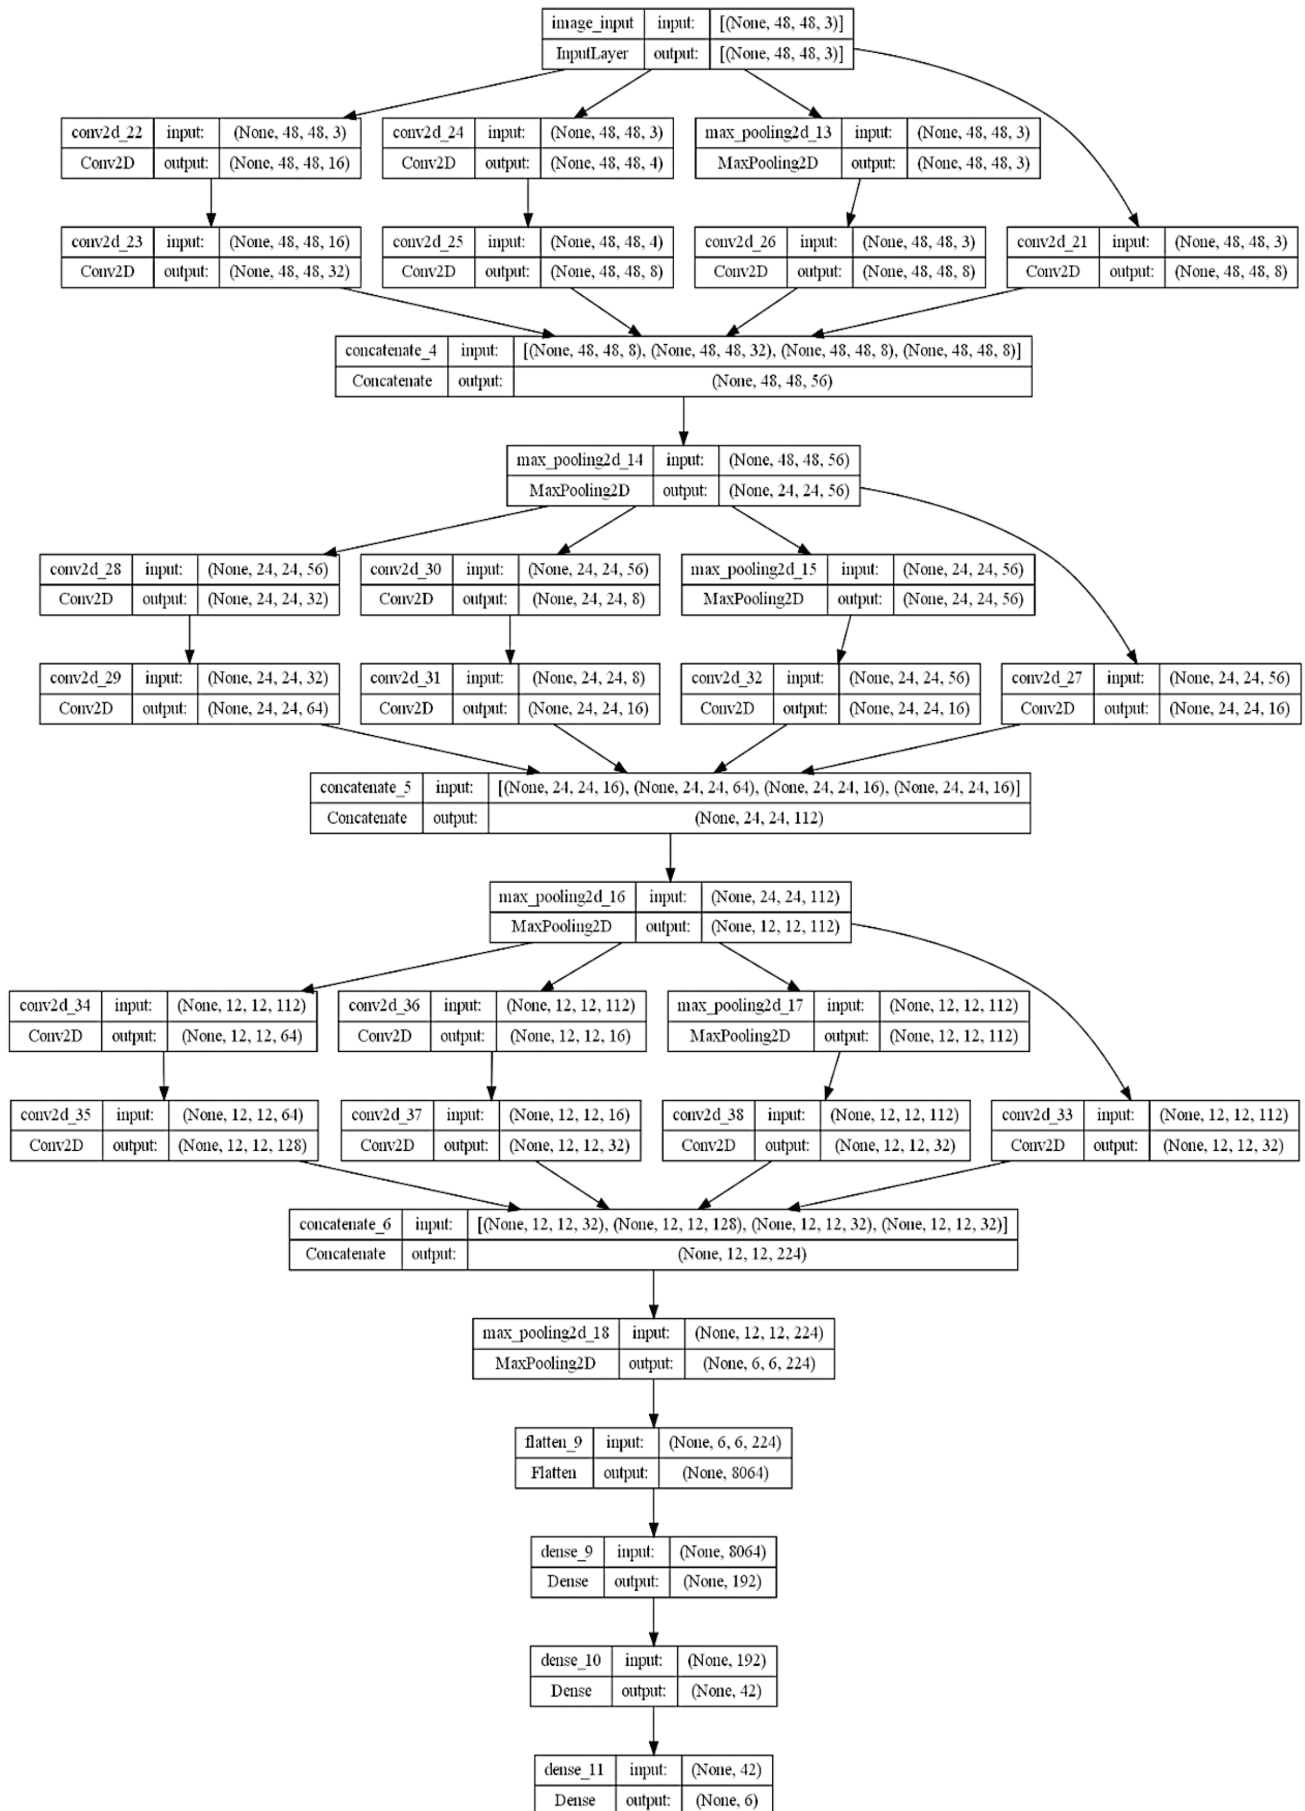 image_input input: [(None, 48, 48, 3)]
InputLayer output: [(None, 48, 48, 3)]
conv2d_22 input: (None, 48, 48, 3)
Conv2D output: (None, 48, 48, 16)
conv2d_24 input: (None, 48, 48, 3)
Conv2D output: (None, 48, 48, 4)
max_pooling2d_13 input: (None, 48, 48, 3)
MaxPooling2D output: (None, 48, 48, 3)
conv2d_23 input: (None, 48, 48, 16)
Conv2D output: (None, 48, 48, 32)
conv2d_25 input: (None, 48, 48, 4)
Conv2D output: (None, 48, 48, 8)
conv2d_26 input: (None, 48, 48, 3)
Conv2D output: (None, 48, 48, 8)
conv2d_21 input: (None, 48, 48, 3)
Conv2D output: (None, 48, 48, 8)
concatenate_4 input: [(None, 48, 48, 8), (None, 48, 48, 32), (None, 48, 48, 8), (None, 48, 48, 8)]
Concatenate output: (None, 48, 48, 56)
max_pooling2d_14 input: (None, 48, 48, 56)
MaxPooling2D output: (None, 24, 24, 56)
conv2d_28 input: (None, 24, 24, 56)
Conv2D output: (None, 24, 24, 32)
conv2d_30 input: (None, 24, 24, 56)
Conv2D output: (None, 24, 24, 8)
max_pooling2d_15 input: (None, 24, 24, 56)
MaxPooling2D output: (None, 24, 24, 56)
conv2d_29 input: (None, 24, 24, 32)
Conv2D output: (None, 24, 24, 64)
conv2d_31 input: (None, 24, 24, 8)
Conv2D output: (None, 24, 24, 16)
conv2d_32 input: (None, 24, 24, 56)
Conv2D output: (None, 24, 24, 16)
conv2d_27 input: (None, 24, 24, 56)
Conv2D output: (None, 24, 24, 16)
concatenate_5 input: [(None, 24, 24, 16), (None, 24, 24, 64), (None, 24, 24, 16), (None, 24, 24, 16)]
Concatenate output: (None, 24, 24, 112)
max_pooling2d_16 input: (None, 24, 24, 112)
MaxPooling2D output: (None, 12, 12, 112)
conv2d_34 input: (None, 12, 12, 112)
Conv2D output: (None, 12, 12, 64)
conv2d_36 input: (None, 12, 12, 112)
Conv2D output: (None, 12, 12, 16)
max_pooling2d_17 input: (None, 12, 12, 112)
MaxPooling2D output: (None, 12, 12, 112)
conv2d_35 input: (None, 12, 12, 64)
Conv2D output: (None, 12, 12, 128)
conv2d_37 input: (None, 12, 12, 16)
Conv2D output: (None, 12, 12, 32)
conv2d_38 input: (None, 12, 12, 112)
Conv2D output: (None, 12, 12, 32)
conv2d_33 input: (None, 12, 12, 112)
Conv2D output: (None, 12, 12, 32)
concatenate_6 input: [(None, 12, 12, 32), (None, 12, 12, 128), (None, 12, 12, 32), (None, 12, 12, 32)]
Concatenate output: (None, 12, 12, 224)
max_pooling2d_18 input: (None, 12, 12, 224)
MaxPooling2D output: (None, 6, 6, 224)
flatten_9 input: (None, 6, 6, 224)
Flatten output: (None, 8064)
dense_9 input: (None, 8064)
Dense output: (None, 192)
dense_10 input: (None, 192)
Dense output: (None, 42)
dense_11 input: (None, 42)
Dense output: (None, 6)